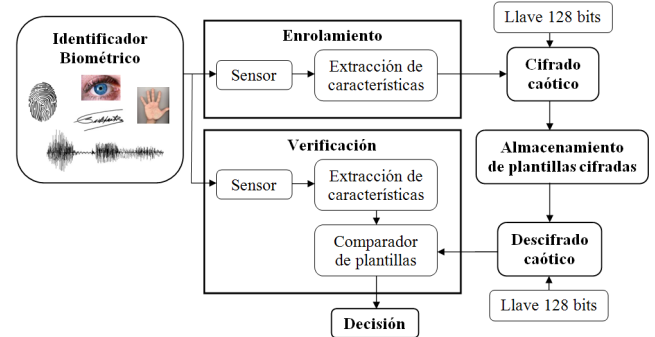 Identificador
Biométrico
Enrolamiento
Sensor
Extracción de
características
Llave 128 bits
Cifrado
caótico
Almacenamiento
de plantillas cifradas
Verificación
Sensor
Extracción de
características
Comparador
de plantillas
Descifrado
caótico
Llave 128 bits
Decisión